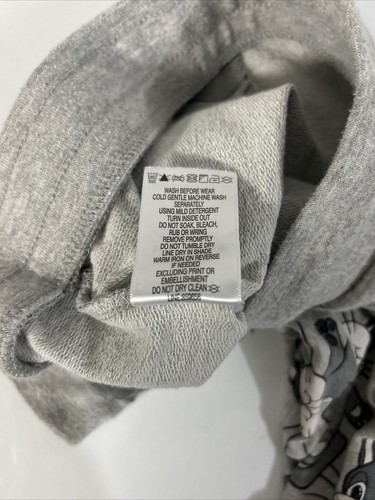 WASH BEFORE WEAR
COLD GENTLE MACHINE WASH
SEPARATELY
USING MILD DETERGENT
TURN INSIDE OUT
DO NOT SOAK, BLEACH,
RUB OR WRING
REMOVE PROMPTLY
DO NOT TUMBLE DRY
LINE DRY IN SHADE
WARM IRON ON REVERSE
IF NEEDED
EXCLUDING PRINT OR
EMBELLISHMENT
DO NOT DRY CLEAN